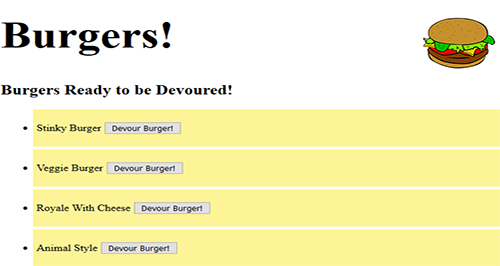 Burgers!
Burgers Ready to be Devoured!
Stinky Burger Devour Burger!
Veggie Burger Devour Burger!
Royale With Cheese Devour Burger!
Animal Style Devour Burger!